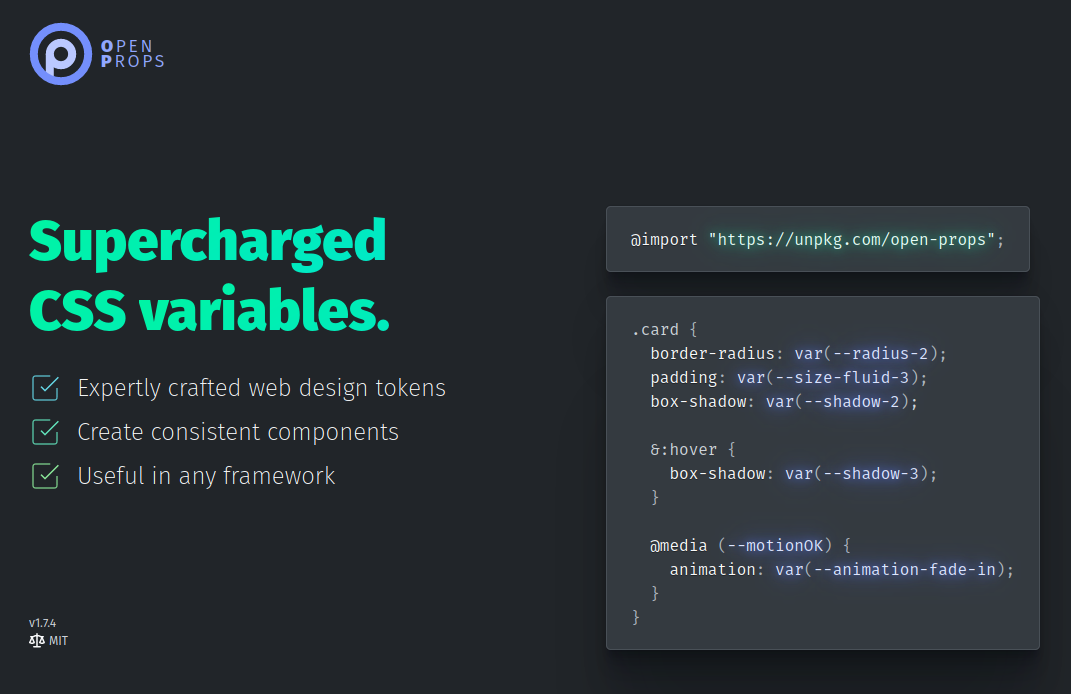 OPEN
PROPS
Supercharged
CSS variables.
Expertly crafted web design tokens
Create consistent components
Useful in any framework
v1.7.4
MIT
@import "https://unpkg.com/open-props";
.card {
  border-radius: var(--radius-2);
  padding: var(--size-fluid-3);
  box-shadow: var(--shadow-2);
  &:hover {
    box-shadow: var(--shadow-3);
  }
  @media (--motionOK) {
    animation: var(--animation-fade-in);
  }
}